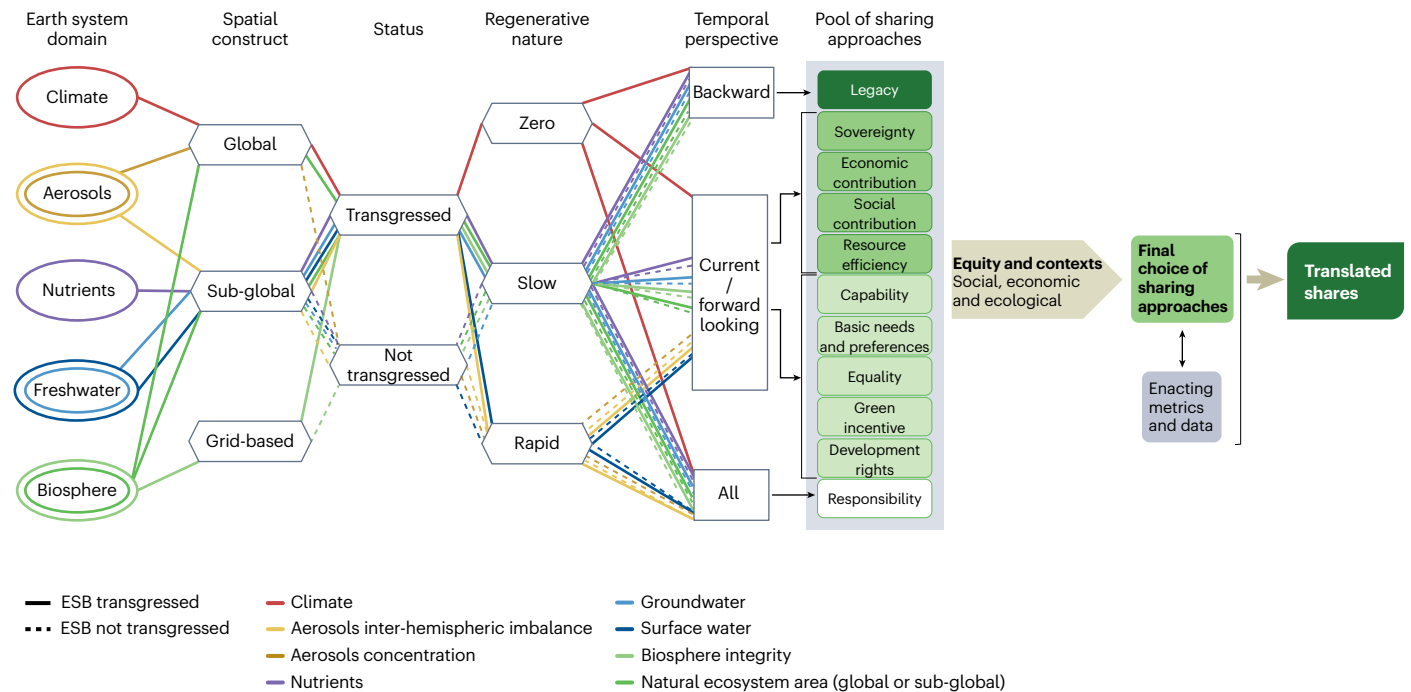 Earth system
domain
Spatial
construct
Status
Regenerative
nature
Temporal
perspective
Pool of sharing
approaches
Climate
Aerosols
Nutrients
Freshwater
Biosphere
Global
Sub-global
Grid-based
Transgressed
Not
transgressed
Zero
Slow
Rapid
Backward
Current
/
forward
looking
All
Legacy
Sovereignty
Economic
contribution
Social
contribution
Resource
efficiency
Capability
Basic needs
and preferences
Equality
Green
incentive
Development
rights
Responsibility
Equity and contexts
Social, economic
and ecological
Final
choice of
sharing
approaches
Enacting
metrics
and data
Translated
shares
ESB transgressed
ESB not transgressed
Climate
Aerosols inter-hemispheric imbalance
Aerosols concentration
Nutrients
Groundwater
Surface water
Biosphere integrity
Natural ecosystem area (global or sub-global)